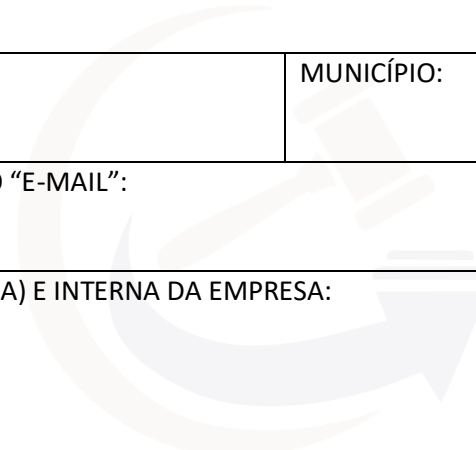 MUNICÍPIO:
“E-MAIL”:
A) E INTERNA DA EMPRESA: